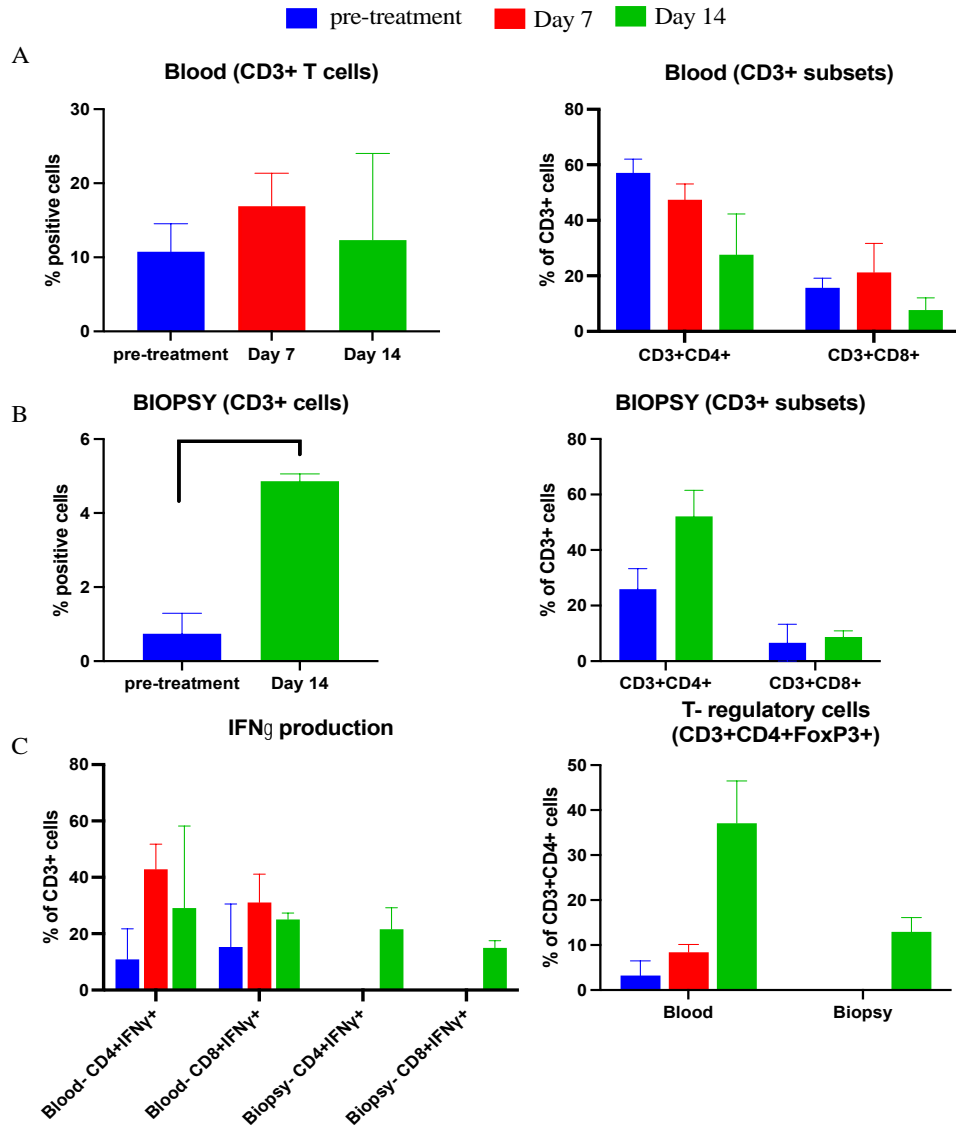 pre-treatment Day 7 Day 14
A
Blood (CD3+ T cells)
% positive cells
30
20
10
0
pre-treatment Day 7 Day 14
Blood (CD3+ subsets)
% of CD3+ cells
80
60
40
20
0
CD3+CD4+ CD3+CD8+
B
BIOPSY (CD3+ cells)
% positive cells
6
4
2
0
pre-treatment Day 14
BIOPSY (CD3+ subsets)
% of CD3+ cells
80
60
40
20
0
CD3+CD4+ CD3+CD8+
C
IFNg production
% of CD3+ cells
80
60
40
20
0
Blood- CD4+IFNγ+
Blood- CD8+IFNγ+
Biopsy- CD4+IFNγ+
Biopsy- CD8+IFNγ+
T- regulatory cells
(CD3+CD4+FoxP3+)
% of CD3+CD4+ cells
50
40
30
20
10
0
Blood Biopsy